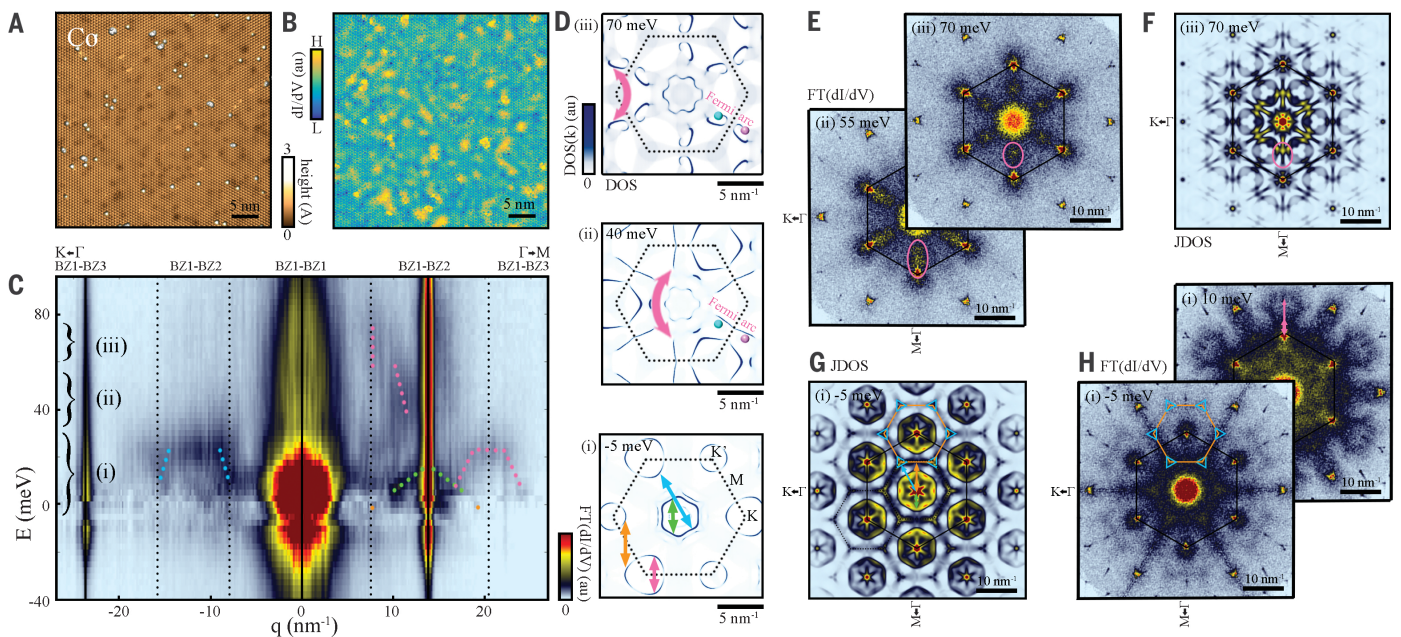 A
Co
3
0
height (A)
5 nm
B
H
L
dI/dV (au)
5 nm
C
K←Γ
BZ1-BZ3
BZ1-BZ2
BZ1-BZ1
BZ1-BZ2
Γ→M
BZ1-BZ3
80
40
0
-40
E (meV)
(iii)
(ii)
(i)
-20
-10
0
10
20
q (nm⁻¹)
FT(dI/dV) (au)
0
D
(iii)
70 meV
Fermi arc
DOS(k) (au)
0
DOS
5 nm⁻¹
(ii)
40 meV
Fermi arc
5 nm⁻¹
(i)
-5 meV
K'
M
K
5 nm⁻¹
E
FT(dI/dV)
(iii) 70 meV
10 nm⁻¹
(ii) 55 meV
K←Γ
10 nm⁻¹
M←Γ
F
(iii) 70 meV
K←Γ
10 nm⁻¹
JDOS
M←Γ
G JDOS
(i) -5 meV
K←Γ
10 nm⁻¹
M←Γ
(i) 10 meV
10 nm⁻¹
H FT(dI/dV)
(i) -5 meV
K←Γ
10 nm⁻¹
M←Γ